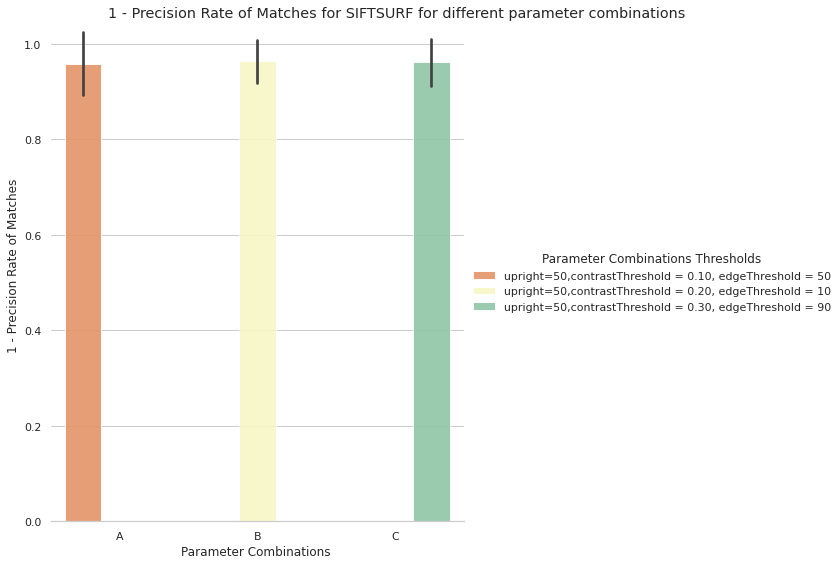 1 - Precision Rate of Matches for SIFTSURF for different parameter combinations
1.0
0.8
0.6
0.4
0.2
0.0
1 - Precision Rate of Matches
A
B
C
Parameter Combinations
Parameter Combinations Thresholds
upright=50,contrastThreshold = 0.10, edgeThreshold = 50
upright=50,contrastThreshold = 0.20, edgeThreshold = 10
upright=50,contrastThreshold = 0.30, edgeThreshold = 90